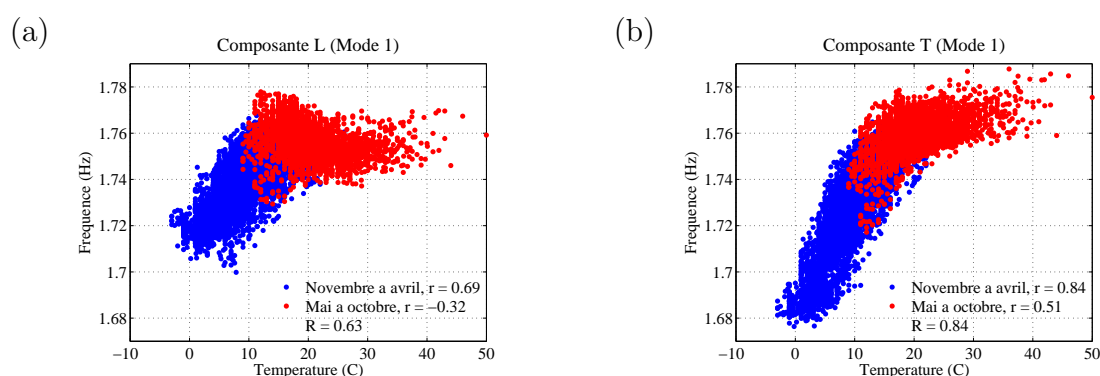 (a)
Composante L (Mode 1)
1.78
1.76
1.74
1.72
1.7
1.68
Frequence (Hz)
Novembre a avril, r = 0.69
Mai a octobre, r = −0.32
R = 0.63
−10 0 10 20 30 40 50
Temperature (C)
(b)
Composante T (Mode 1)
1.78
1.76
1.74
1.72
1.7
1.68
Frequence (Hz)
Novembre a avril, r = 0.84
Mai a octobre, r = 0.51
R = 0.84
−10 0 10 20 30 40 50
Temperature (C)